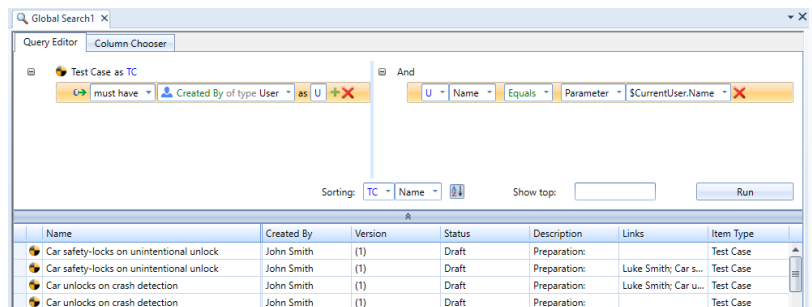 Global Search1
Query Editor Column Chooser
Test Case as TC And
must have Created By of type User as U U Name Equals Parameter $CurrentUser.Name
Sorting: TC Name Show top: Run
Name Created By Version Status Description Links Item Type
Car safety-locks on unintentional unlock John Smith (1) Draft Preparation: Test Case
Car safety-locks on unintentional unlock John Smith (1) Draft Preparation: Luke Smith; Car s... Test Case
Car unlocks on crash detection John Smith (1) Draft Preparation: Luke Smith; Car u... Test Case
Car unlocks on crash detection John Smith (1) Draft Preparation: Test Case